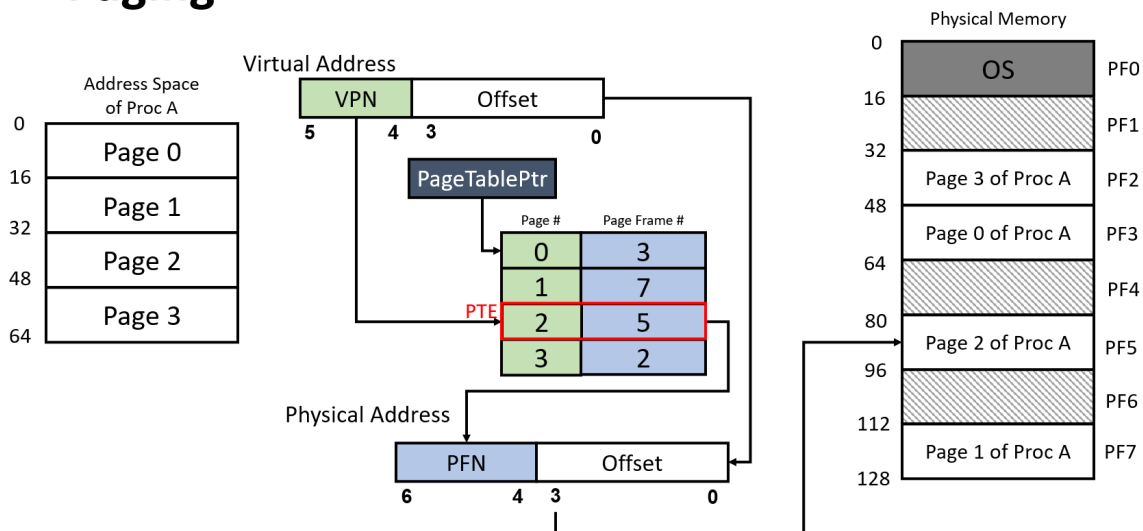 Paging
Address Space
of Proc A
0
Page 0
16
Page 1
32
Page 2
48
Page 3
64
Virtual Address
VPN
Offset
5
4
3
0
PageTablePtr
Page #
Page Frame #
0
3
1
7
PTE
2
5
3
2
Physical Address
PFN
Offset
6
4
3
0
Physical Memory
0
OS
PF0
16
PF1
32
Page 3 of Proc A
PF2
48
Page 0 of Proc A
PF3
64
PF4
80
Page 2 of Proc A
PF5
96
PF6
112
Page 1 of Proc A
PF7
128